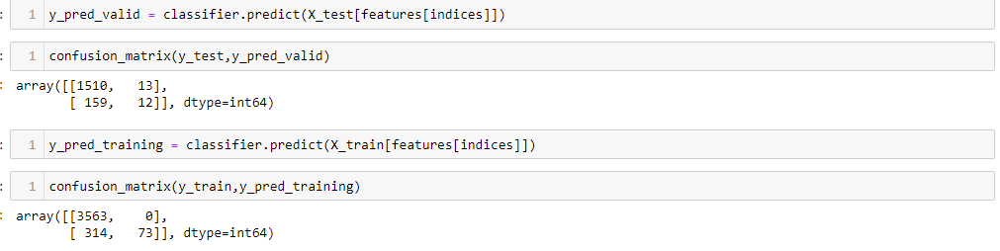 : 1 y_pred_valid = classifier.predict(X_test[features[indices]])
: 1 confusion_matrix(y_test,y_pred_valid)
: array([[1510,   13],
       [ 159,   12]], dtype=int64)
: 1 y_pred_training = classifier.predict(X_train[features[indices]])
: 1 confusion_matrix(y_train,y_pred_training)
: array([[3563,    0],
       [ 314,   73]], dtype=int64)